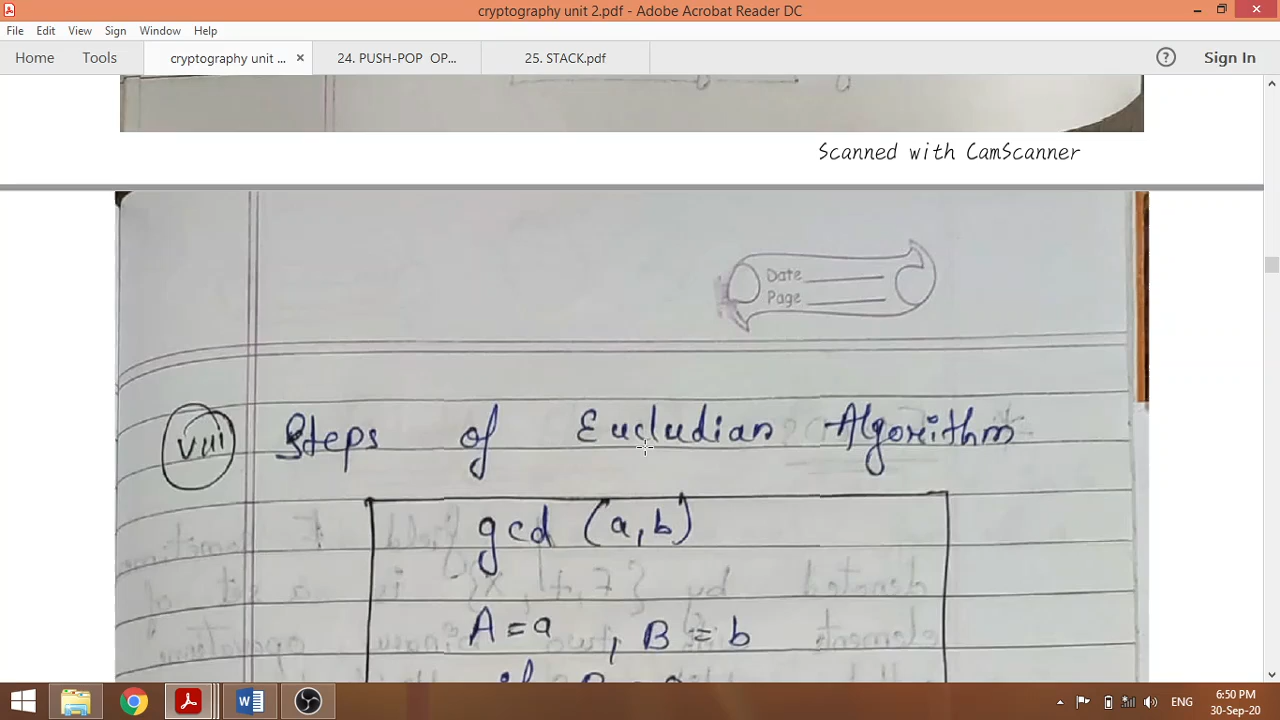 cryptography unit 2.pdf - Adobe Acrobat Reader DC
File Edit View Sign Window Help
Home Tools cryptography unit ... × 24. PUSH-POP OP... 25. STACK.pdf ? Sign In
Scanned with CamScanner
Date
Page
viii Steps of Eucludian Algorithm
gcd (a,b)
A = a , B = b
ENG 6:50 PM
30-Sep-20